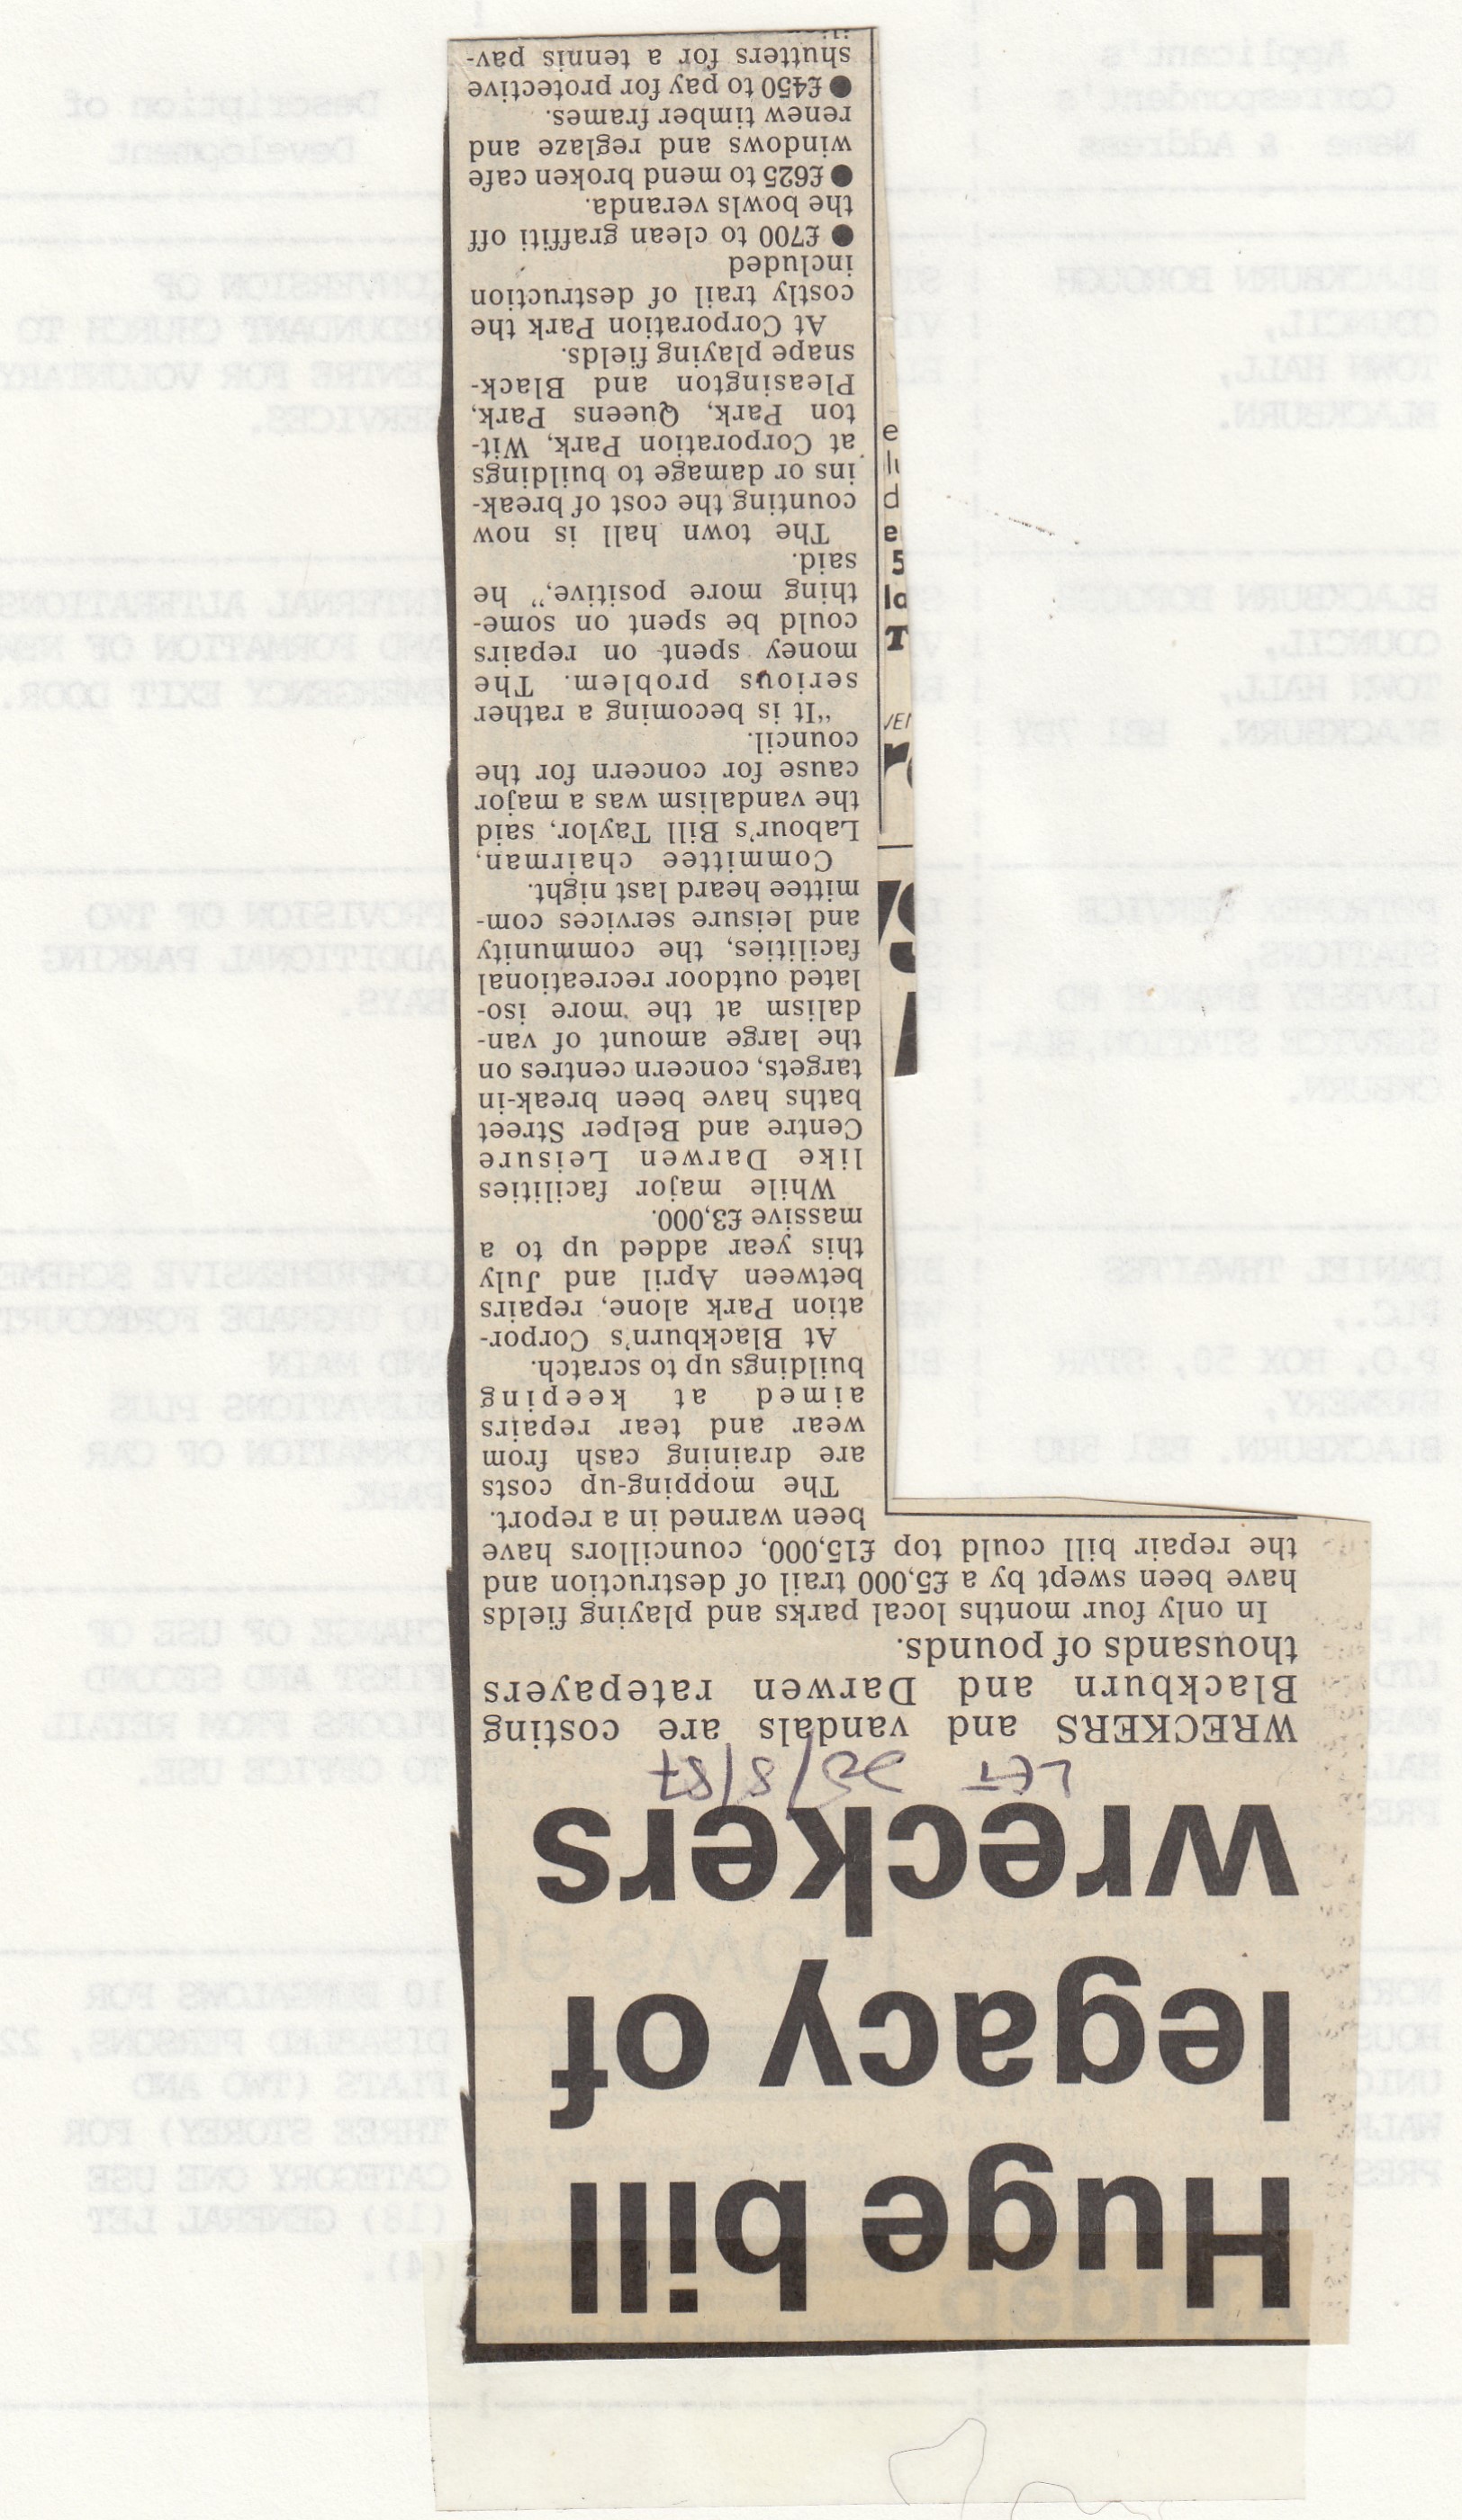 Huge bill
legacy of
wreckers
LET 25/8/87
WRECKERS and vandals are costing
Blackburn and Darwen ratepayers
thousands of pounds.
In only four months local parks and playing fields
have been swept by a £5,000 trail of destruction and
the repair bill could top £15,000, councillors have
been warned in a report.
The mopping-up costs
are draining cash from
wear and tear repairs
aimed at keeping
buildings up to scratch.
At Blackburn's Corpor-
ation Park alone, repairs
between April and July
this year added up to a
massive £3,000.
While major facilities
like Darwen Leisure
Centre and Belper Street
baths have been break-in
targets, concern centres on
the large amount of van-
dalism at the more iso-
lated outdoor recreational
facilities, the community
and leisure services com-
mittee heard last night.
Committee chairman,
Labour's Bill Taylor, said
the vandalism was a major
cause for concern for the
council.
"It is becoming a rather
serious problem. The
money spent on repairs
could be spent on some-
thing more positive," he
said.
The town hall is now
counting the cost of break-
ins or damage to buildings
at Corporation Park, Wit-
ton Park, Queens Park,
Pleasington and Black-
snape playing fields.
At Corporation Park the
costly trail of destruction
included
● £700 to clean graffiti off
the bowls veranda.
● £625 to mend broken cafe
windows and reglaze and
renew timber frames.
● £450 to pay for protective
shutters for a tennis pav-